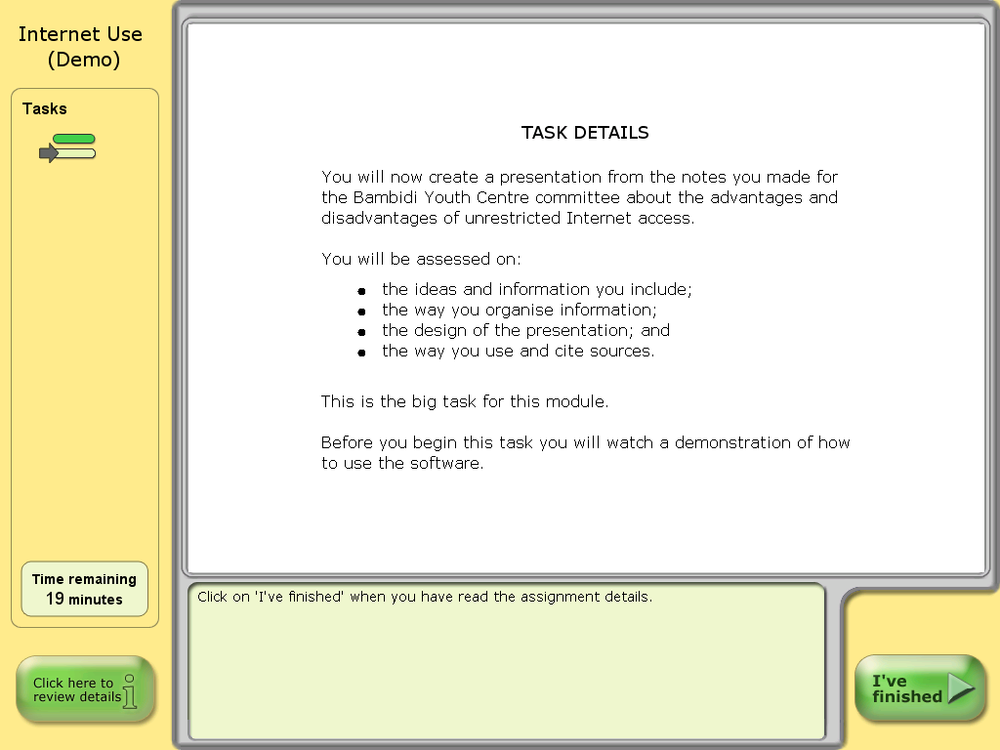 Internet Use
(Demo)
Tasks
TASK DETAILS
You will now create a presentation from the notes you made for
the Bambidi Youth Centre committee about the advantages and
disadvantages of unrestricted Internet access.
You will be assessed on:
the ideas and information you include;
the way you organise information;
the design of the presentation; and
the way you use and cite sources.
This is the big task for this module.
Before you begin this task you will watch a demonstration of how
to use the software.
Time remaining
19 minutes
Click on 'I've finished' when you have read the assignment details.
Click here to
review details
I've
finished